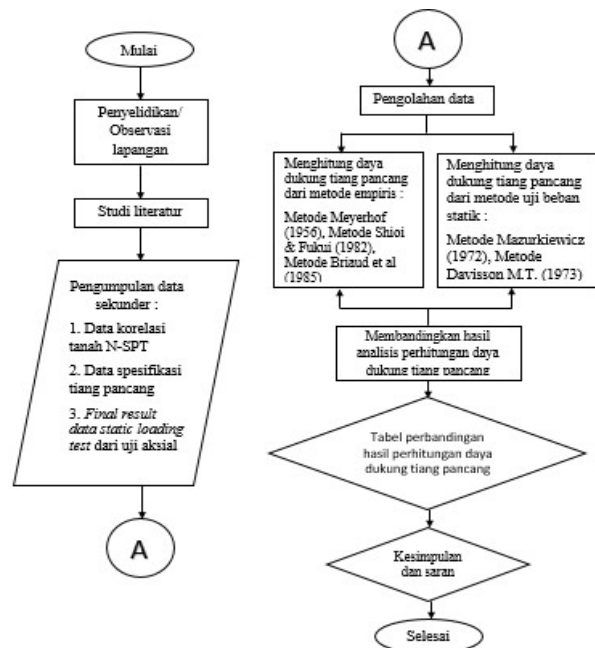 Mulai
Penyelidikan/
Observasi
lapangan
Studi literatur
Pengumpulan data
sekunder :
1. Data korelasi
tanah N-SPT
2. Data spesifikasi
tiang pancang
3. Final result
data static loading
test dari uji aksial
A
A
Pengolahan data
Menghitung daya
dukung tiang pancang
dari metode empiris :
Metode Meyerhof
(1956), Metode Shioi
& Fukui (1982),
Metode Briaud et al
(1985)
Menghitung daya
dukung tiang pancang
dari metode uji beban
statik :
Metode Mazurkiewicz
(1972), Metode
Davisson M.T. (1973)
Membandingkan hasil
analisis perhitungan daya
dukung tiang pancang
Tabel perbandingan
hasil perhitungan daya
dukung tiang pancang
Kesimpulan
dan saran
Selesai